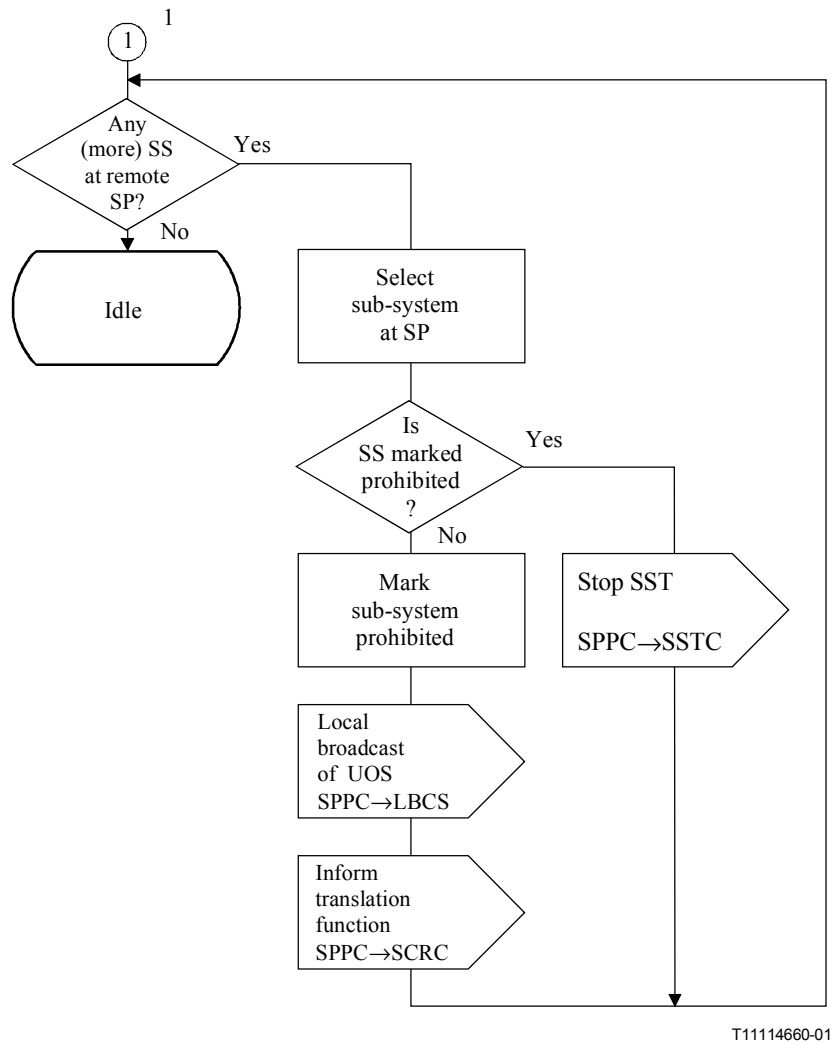 1
1
Any
(more) SS
at remote
SP?
Yes
No
Idle
Select
sub-system
at SP
Is
SS marked
prohibited
?
Yes
No
Mark
sub-system
prohibited
Stop SST
SPPC→SSTC
Local
broadcast
of UOS
SPPC→LBCS
Inform
translation
function
SPPC→SCRC
T11114660-01